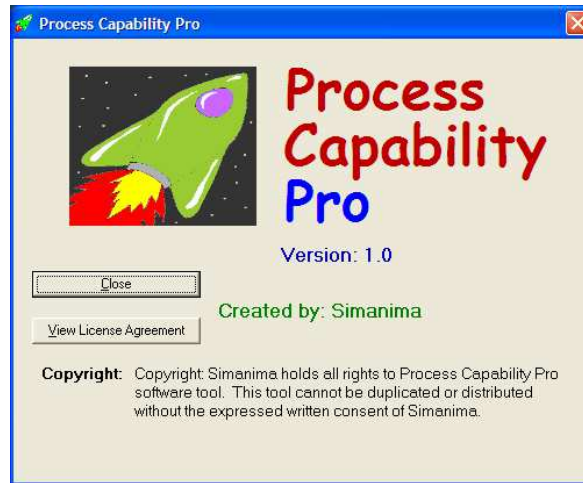 Process Capability Pro
Process
Capability
Pro
Version: 1.0
Close
Created by: Simanima
View License Agreement
Copyright: Copyright: Simanima holds all rights to Process Capability Pro
software tool. This tool cannot be duplicated or distributed
without the expressed written consent of Simanima.